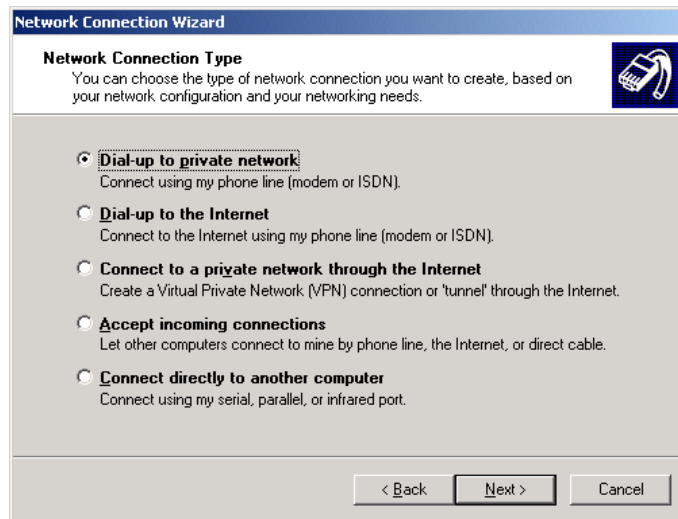 Network Connection Wizard
Network Connection Type
You can choose the type of network connection you want to create, based on
your network configuration and your networking needs.
Dial-up to private network
Connect using my phone line (modem or ISDN).
Dial-up to the Internet
Connect to the Internet using my phone line (modem or ISDN).
Connect to a private network through the Internet
Create a Virtual Private Network (VPN) connection or 'tunnel' through the Internet.
Accept incoming connections
Let other computers connect to mine by phone line, the Internet, or direct cable.
Connect directly to another computer
Connect using my serial, parallel, or infrared port.
< Back Next > Cancel